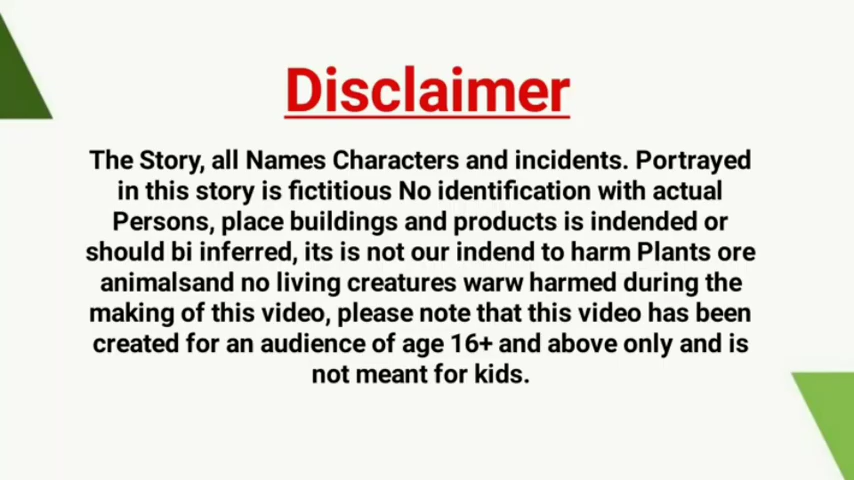 Disclaimer
The Story, all Names Characters and incidents. Portrayed
in this story is fictitious No identification with actual
Persons, place buildings and products is indended or
should bi inferred, its is not our indend to harm Plants ore
animalsand no living creatures warw harmed during the
making of this video, please note that this video has been
created for an audience of age 16+ and above only and is
not meant for kids.